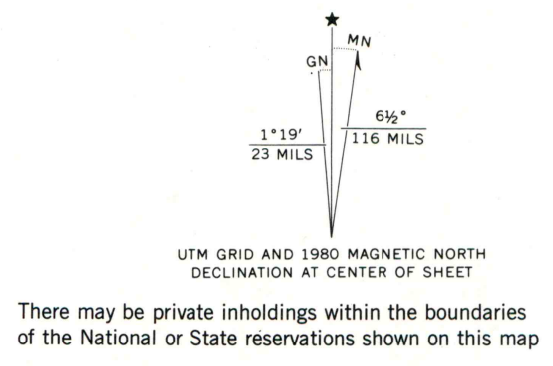 ★
MN
GN
6½°
116 MILS
1°19′
23 MILS
UTM GRID AND 1980 MAGNETIC NORTH
DECLINATION AT CENTER OF SHEET
There may be private inholdings within the boundaries
of the National or State reservations shown on this map